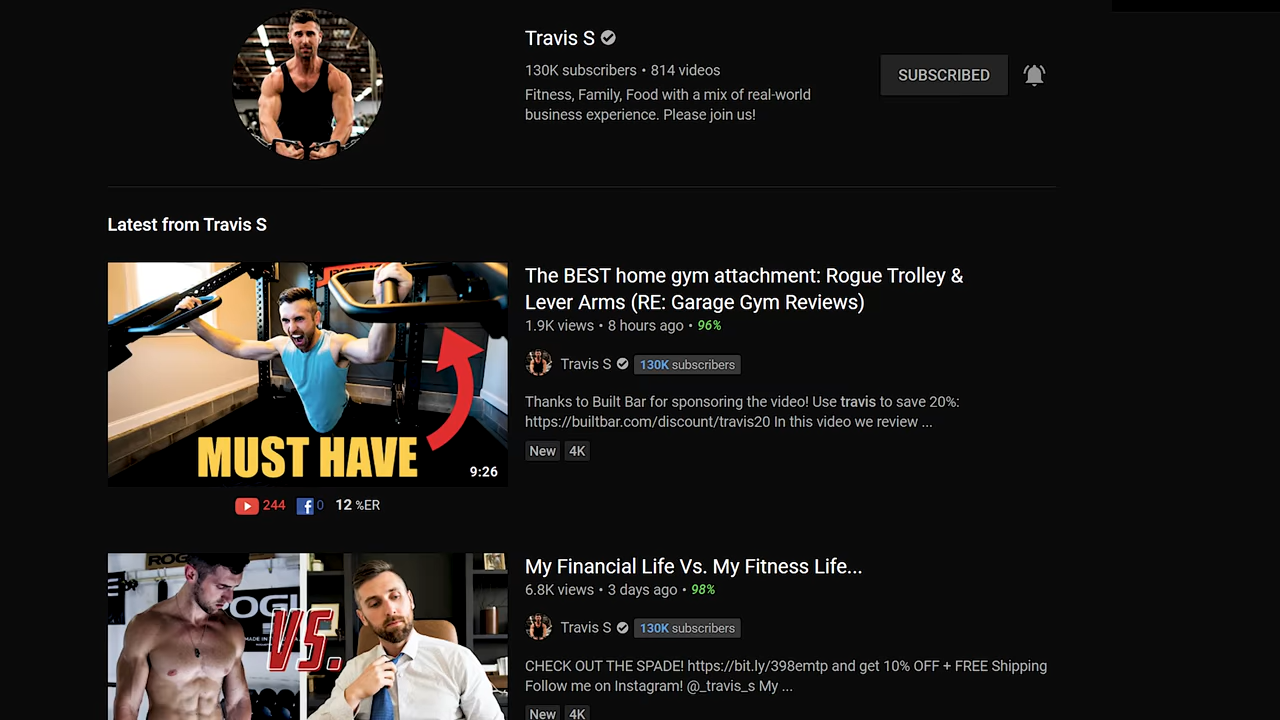 Travis S
130K subscribers • 814 videos
SUBSCRIBED
Fitness, Family, Food with a mix of real-world
business experience. Please join us!
Latest from Travis S
MUST HAVE
9:26
244 0 12 %ER
The BEST home gym attachment: Rogue Trolley &
Lever Arms (RE: Garage Gym Reviews)
1.9K views • 8 hours ago • 96%
Travis S 130K subscribers
Thanks to Built Bar for sponsoring the video! Use travis to save 20%:
https://builtbar.com/discount/travis20 In this video we review ...
New 4K
ROGU
VS.
My Financial Life Vs. My Fitness Life...
6.8K views • 3 days ago • 98%
Travis S 130K subscribers
CHECK OUT THE SPADE! https://bit.ly/398emtp and get 10% OFF + FREE Shipping
Follow me on Instagram! @_travis_s My ...
New 4K